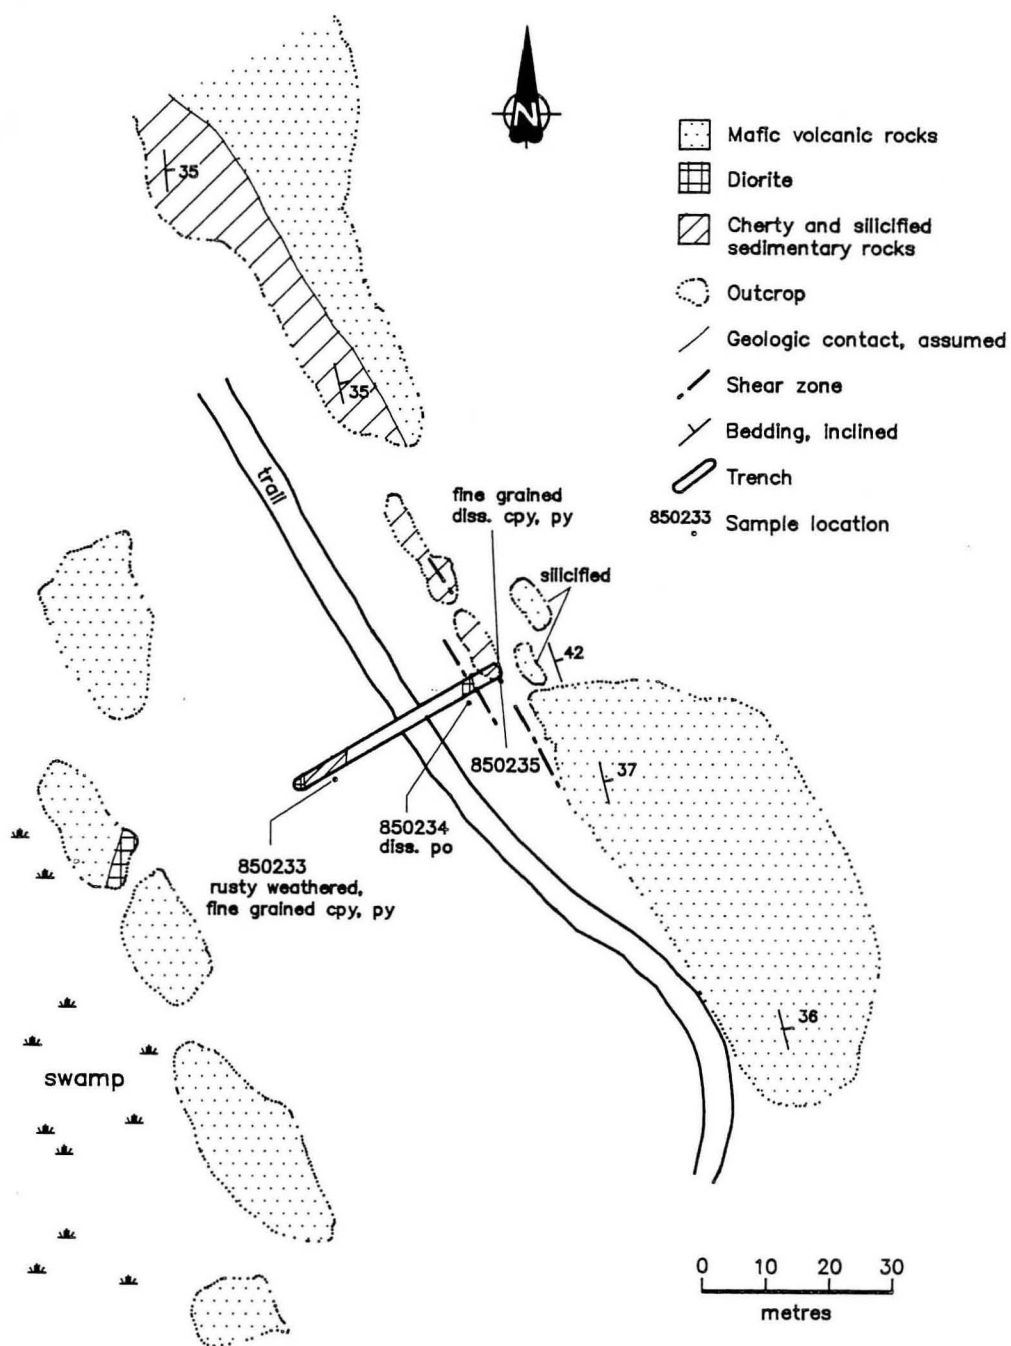 N
Mafic volcanic rocks
Diorite
Cherty and silicified
sedimentary rocks
Outcrop
Geologic contact, assumed
Shear zone
Bedding, inclined
Trench
850233 Sample location
35
35
trail
fine grained
diss. cpy, py
silicified
42
37
850235
850234
diss. po
850233
rusty weathered,
fine grained cpy, py
36
swamp
0 10 20 30
metres